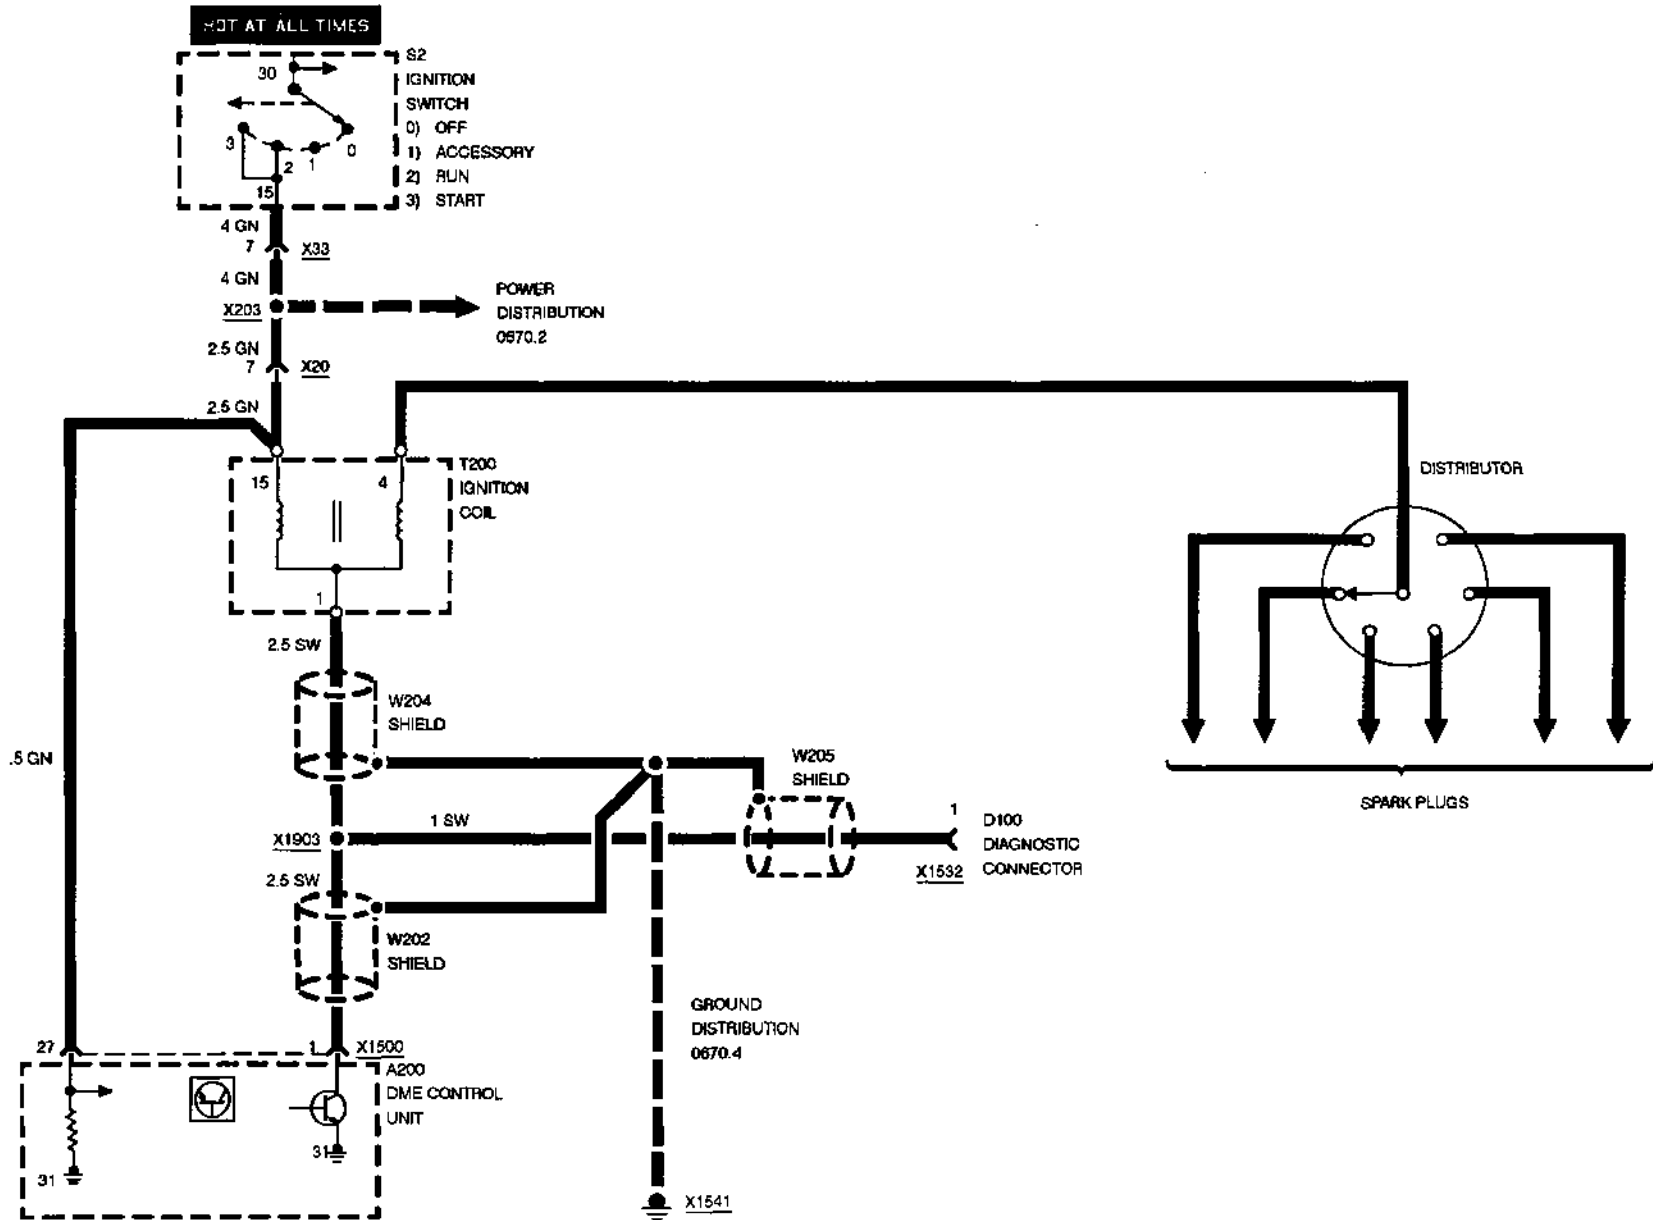 HOT AT ALL TIMES
S2
IGNITION
SWITCH
0) OFF
1) ACCESSORY
2) RUN
3) START
30
3
2
1
0
15
4 GN
7
X33
4 GN
X203
POWER
DISTRIBUTION
0670.2
2.5 GN
7
X20
2.5 GN
T200
IGNITION
COIL
15
4
1
DISTRIBUTOR
2.5 SW
W204
SHIELD
.5 GN
W205
SHIELD
SPARK PLUGS
1 SW
1
D100
DIAGNOSTIC
CONNECTOR
X1903
X1532
2.5 SW
W202
SHIELD
GROUND
DISTRIBUTION
0670.4
27
1
X1500
A200
DME CONTROL
UNIT
31
31
X1541